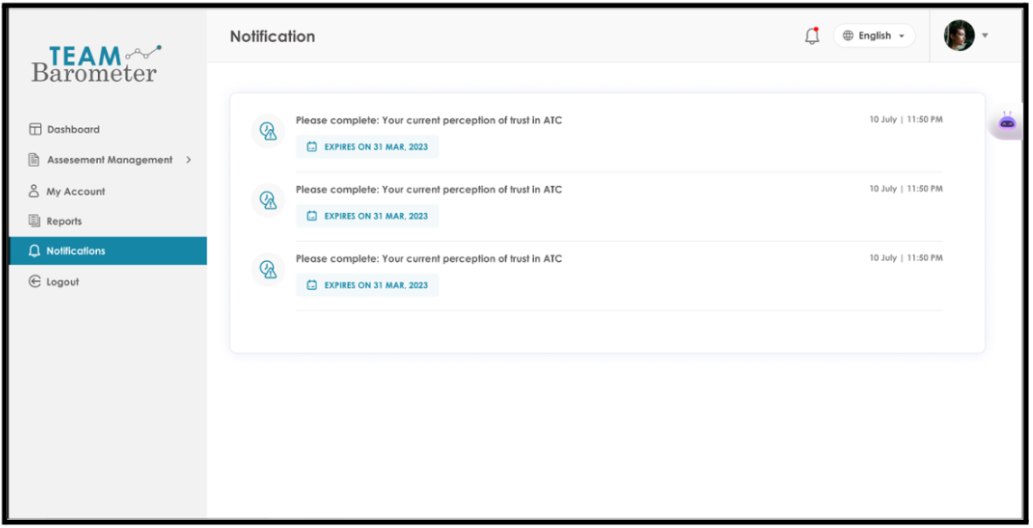 TEAM
Barometer
Notification
English
Dashboard
Assesement Management
My Account
Reports
Notifications
Logout
Please complete: Your current perception of trust in ATC
10 July | 11:50 PM
EXPIRES ON 31 MAR, 2023
Please complete: Your current perception of trust in ATC
10 July | 11:50 PM
EXPIRES ON 31 MAR, 2023
Please complete: Your current perception of trust in ATC
10 July | 11:50 PM
EXPIRES ON 31 MAR, 2023